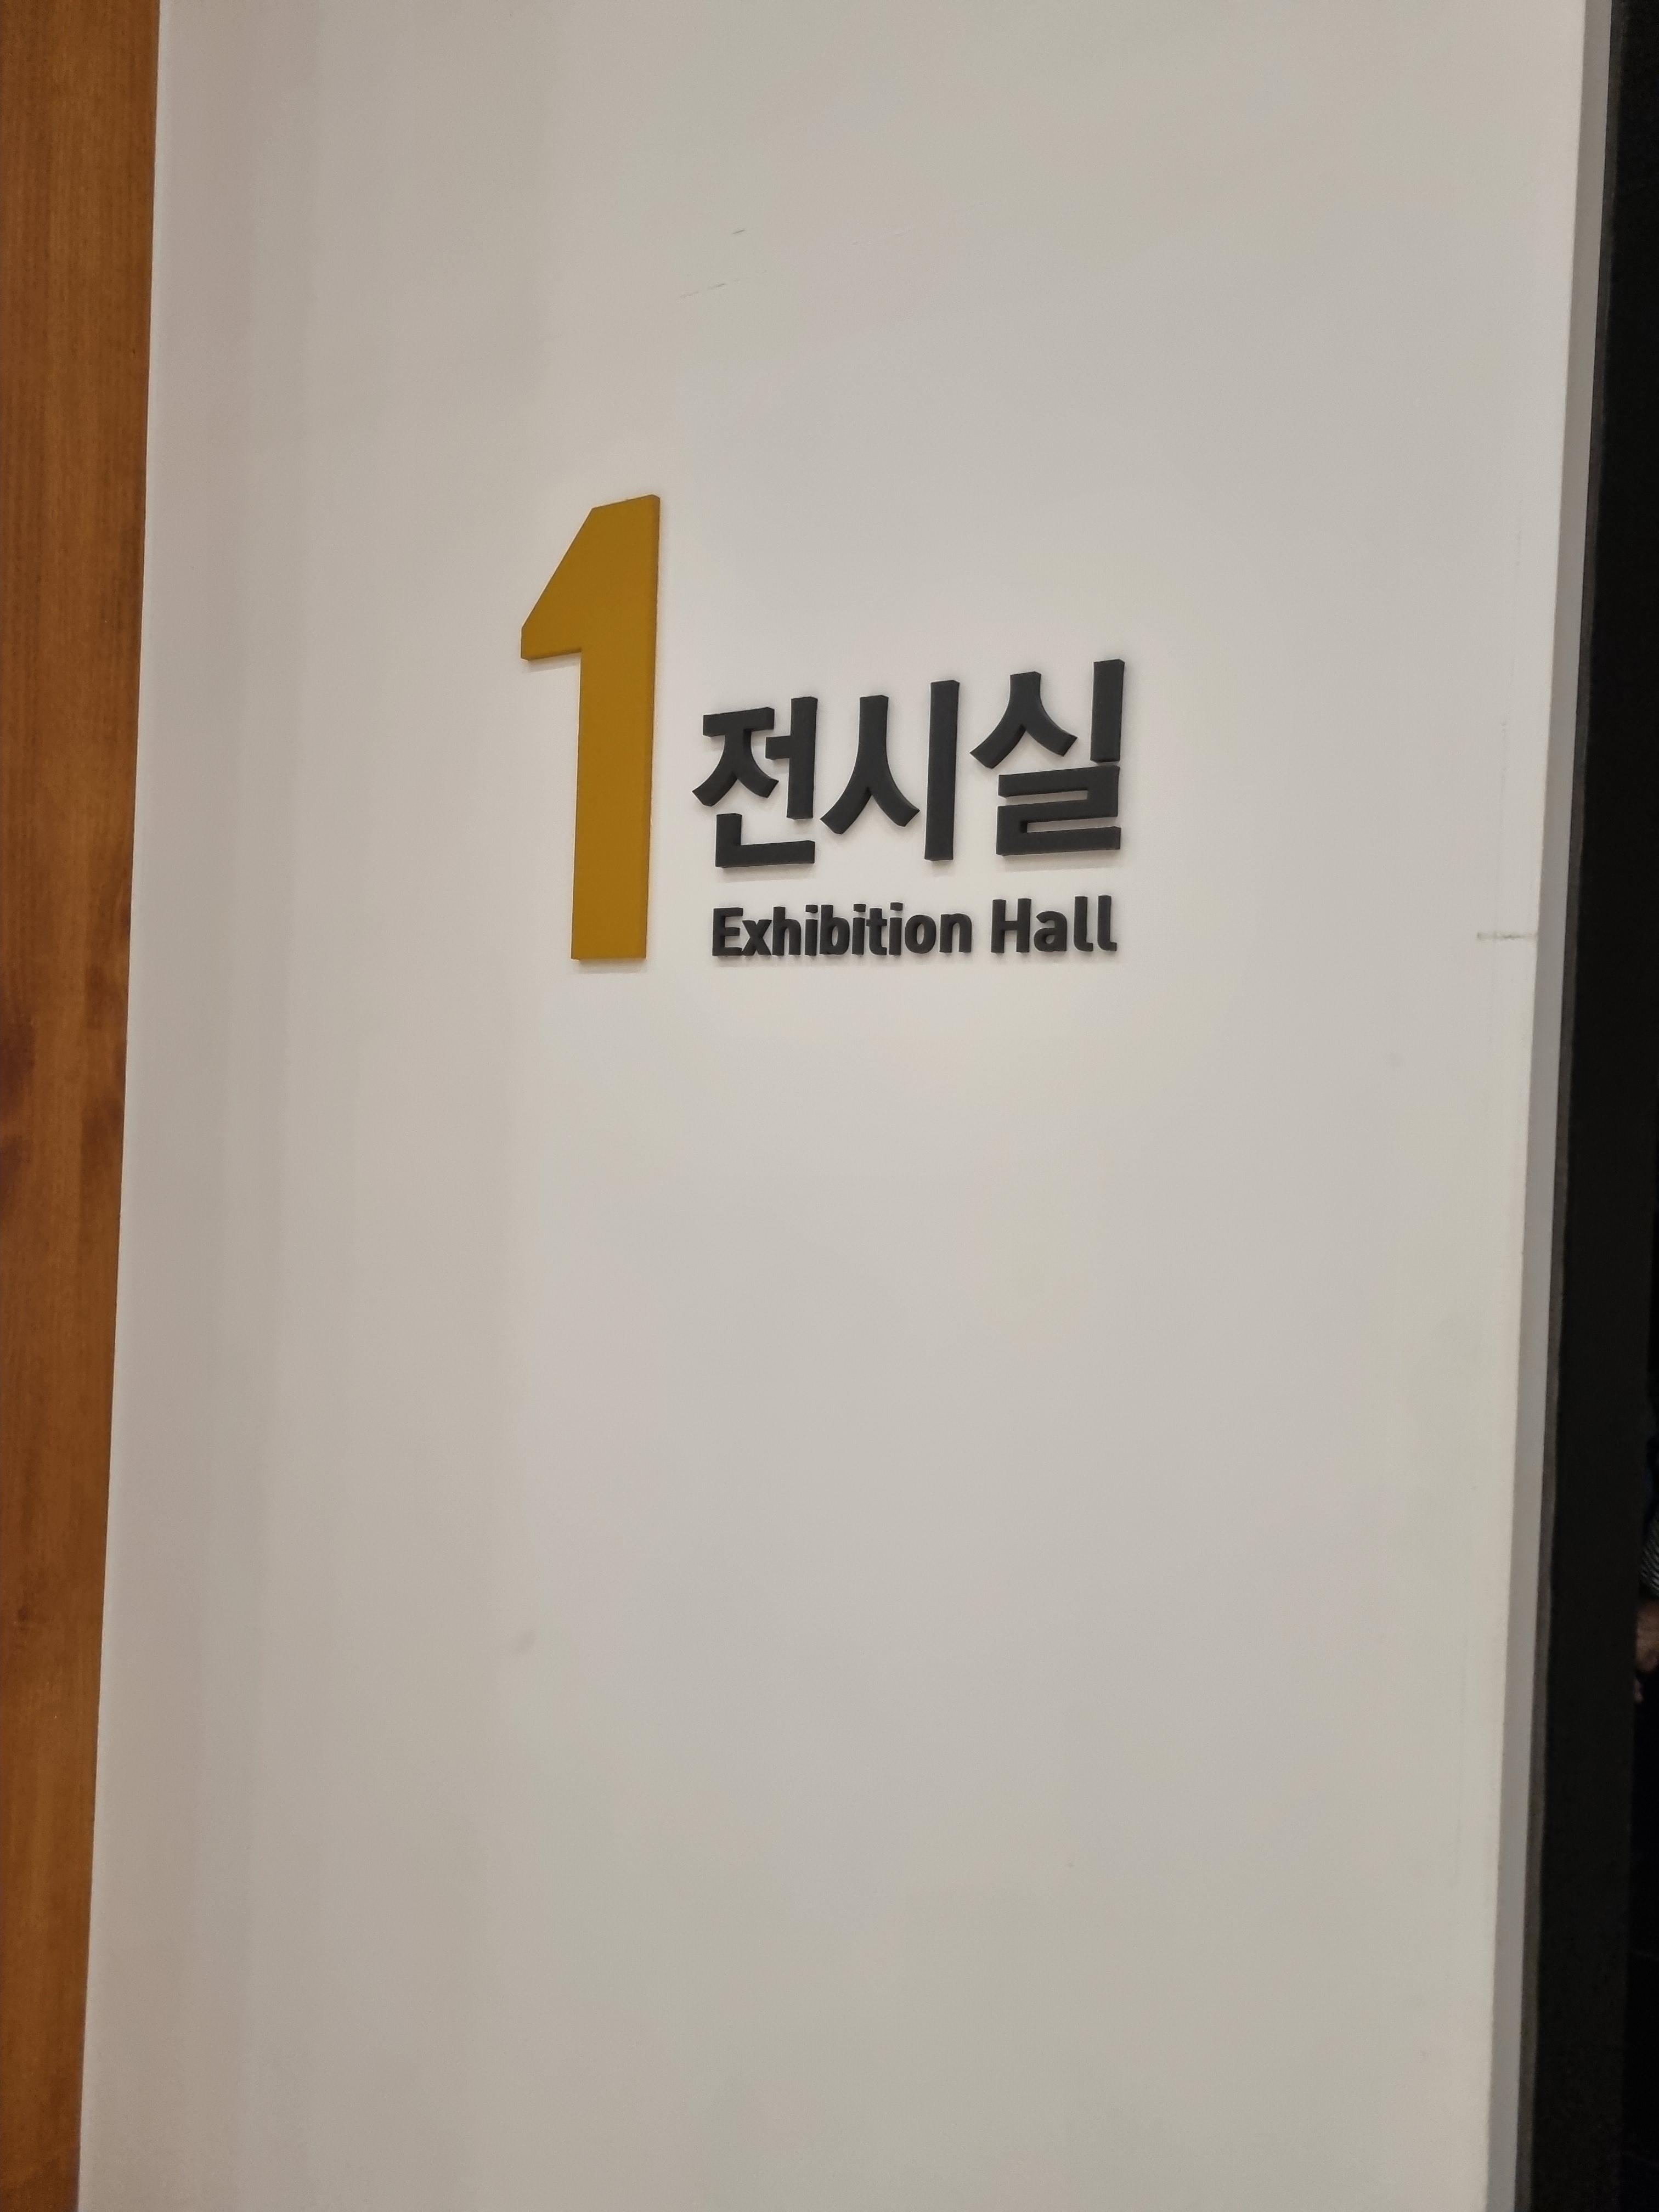 1 전시실
Exhibition Hall